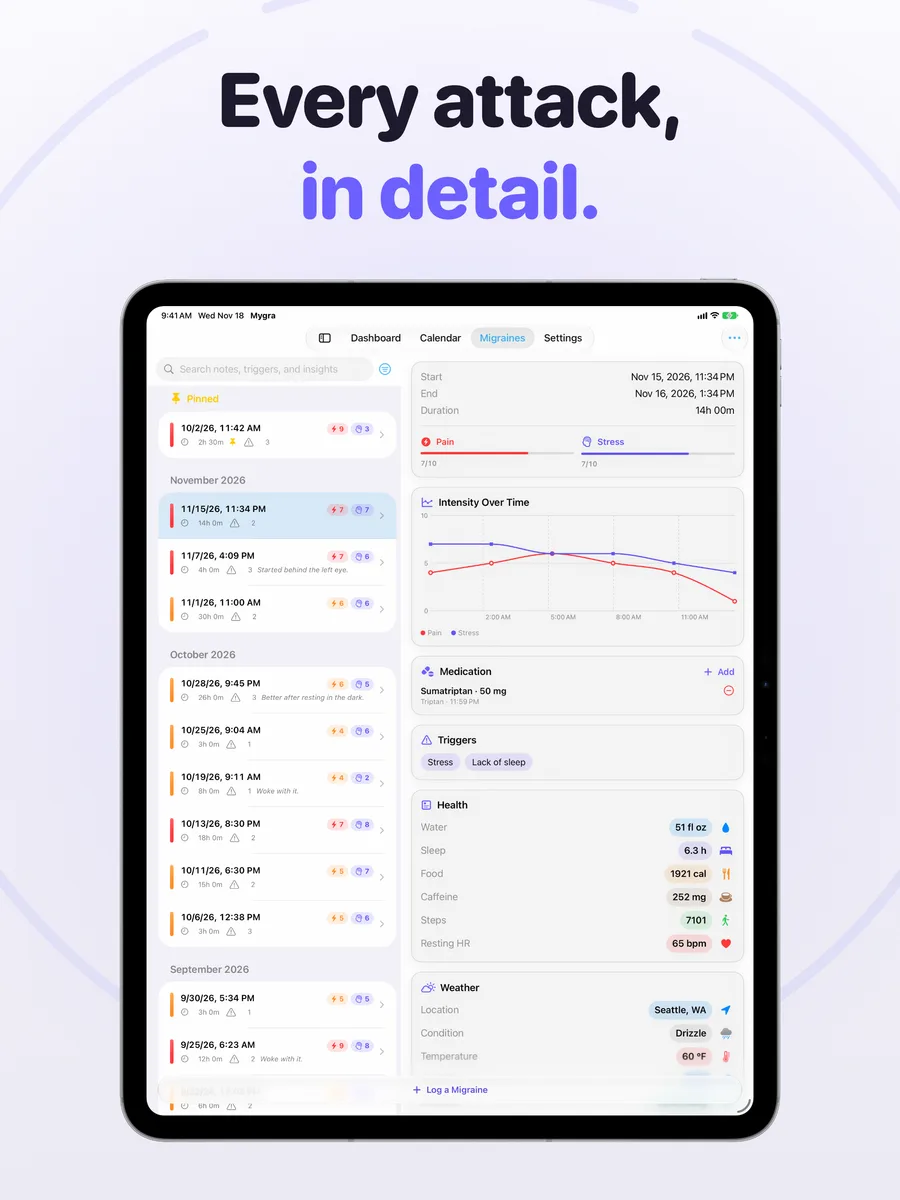 Every attack,
in detail.
9:41 AM Wed Nov 18 Mygra
Dashboard Calendar Migraines Settings
Search notes, triggers, and insights
Pinned
10/2/26, 11:42 AM 9 3
2h 30m 3
November 2026
11/15/26, 11:34 PM 7 7
14h 0m 2
11/7/26, 4:09 PM 7 6
4h 0m 3 Started behind the left eye.
11/1/26, 11:00 AM 6 6
30h 0m 2
October 2026
10/28/26, 9:45 PM 6 5
26h 0m 3 Better after resting in the dark.
10/25/26, 9:04 AM 4 6
3h 0m 1
10/19/26, 9:11 AM 4 2
8h 0m 1 Woke with it.
10/13/26, 8:30 PM 7 8
18h 0m 2
10/11/26, 6:30 PM 5 7
15h 0m 2
10/6/26, 12:38 PM 5 6
3h 0m 3
September 2026
9/30/26, 5:34 PM 5 5
3h 0m 1
9/25/26, 6:23 AM 9 8
12h 0m 2 Woke with it.
6h 0m 2
Start Nov 15, 2026, 11:34 PM
End Nov 16, 2026, 1:34 PM
Duration 14h 00m
Pain Stress
7/10 7/10
Intensity Over Time
10
5
0
2:00 AM 5:00 AM 8:00 AM 11:00 AM
Pain Stress
Medication + Add
Sumatriptan · 50 mg
Triptan · 11:59 PM
Triggers
Stress Lack of sleep
Health
Water 51 fl oz
Sleep 6.3 h
Food 1921 cal
Caffeine 252 mg
Steps 7101
Resting HR 65 bpm
Weather
Location Seattle, WA
Condition Drizzle
Temperature 60 °F
+ Log a Migraine